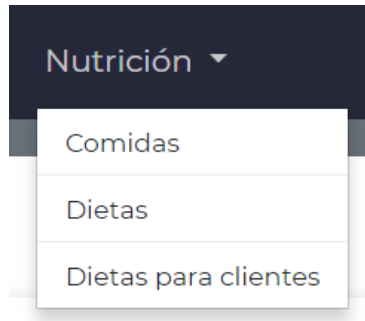 Nutrición
Comidas
Dietas
Dietas para clientes